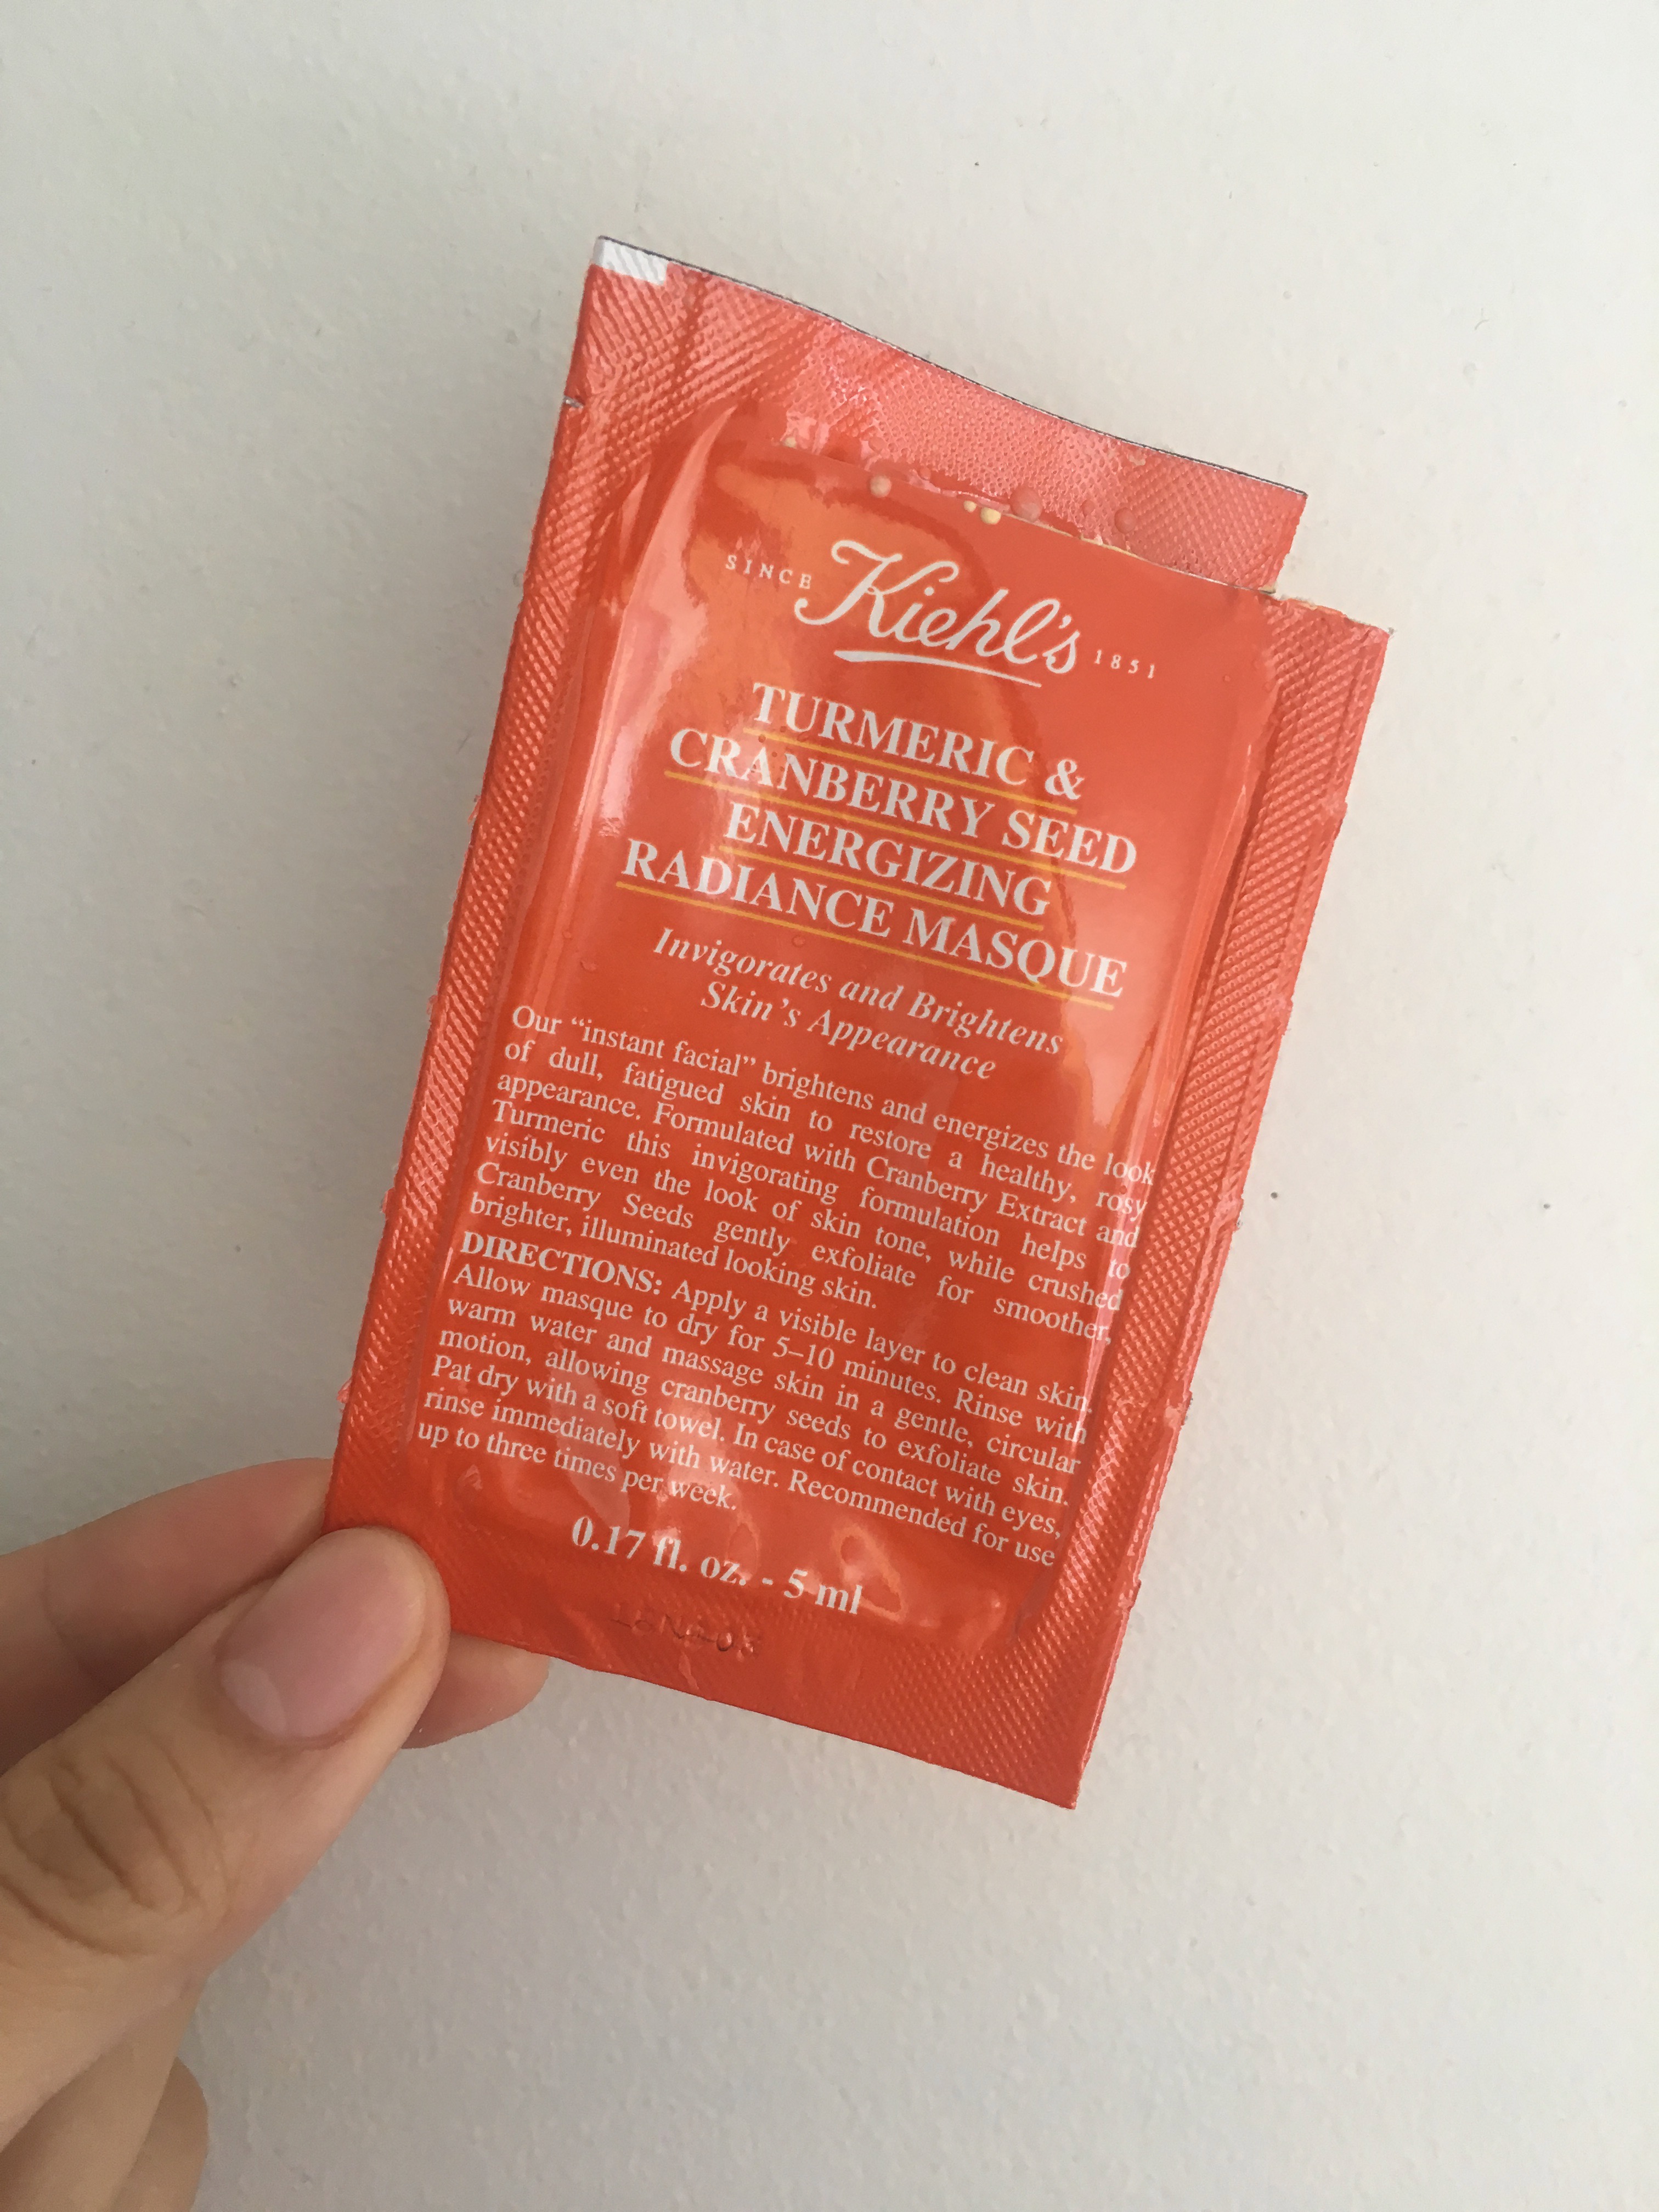 SINCE Kiehl's 1851
TURMERIC &
CRANBERRY SEED
ENERGIZING
RADIANCE MASQUE
Invigorates and Brightens
Skin's Appearance
Our “instant facial” brightens and energizes the look
of dull, fatigued skin to restore a healthy, rosy
appearance. Formulated with Cranberry Extract and
Turmeric this invigorating formulation helps to
visibly even the look of skin tone, while crushed
Cranberry Seeds gently exfoliate for smoother,
brighter, illuminated looking skin.
DIRECTIONS: Apply a visible layer to clean skin.
Allow masque to dry for 5–10 minutes. Rinse with
warm water and massage skin in a gentle, circular
motion, allowing cranberry seeds to exfoliate skin.
Pat dry with a soft towel. In case of contact with eyes,
rinse immediately with water. Recommended for use
up to three times per week.
0.17 fl. oz. - 5 ml